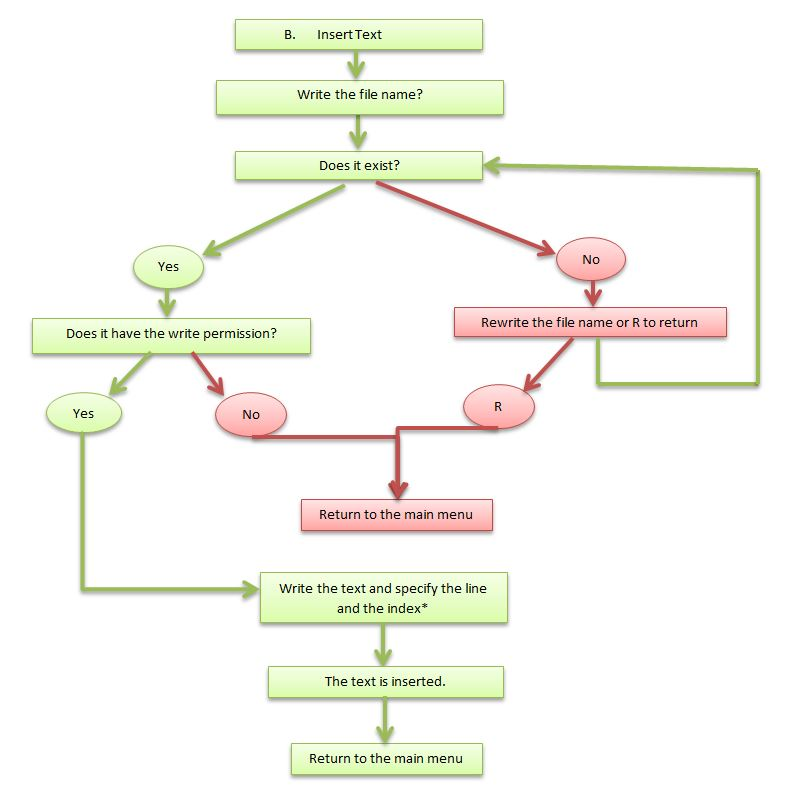 B. Insert Text
Write the file name?
Does it exist?
Yes
No
Does it have the write permission?
Rewrite the file name or R to return
Yes
No
R
Return to the main menu
Write the text and specify the line
and the index*
The text is inserted.
Return to the main menu